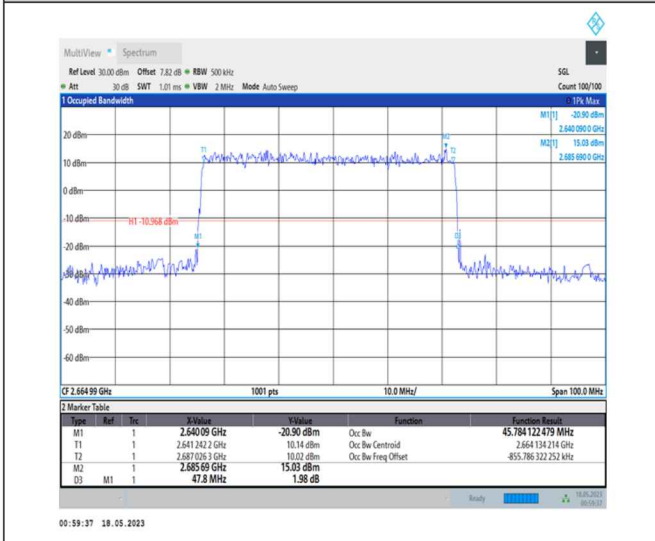 MultiView Spectrum
Ref Level 30.00 dBm Offset 7.82 dB RBW 500 kHz SGL
Att 30 dB SWT 1.01 ms VBW 2 MHz Mode Auto Sweep Count 100/100
1 Occupied Bandwidth 1Pk Max
M1[1] -20.90 dBm
2.640 090 0 GHz
20 dBm
M2[1] 15.03 dBm
2.685 690 0 GHz
M2
T1 T2
10 dBm
0 dBm
-10 dBm
H1 -10.968 dBm
M1 D3
-20 dBm
-30 dBm
-40 dBm
-50 dBm
-60 dBm
CF 2.664 99 GHz 1001 pts 10.0 MHz/ Span 100.0 MHz
2 Marker Table
Type Ref Trc X-Value Y-Value Function Function Result
M1 1 2.640 09 GHz -20.90 dBm Occ Bw 45.784 122 479 MHz
T1 1 2.641 242 2 GHz 10.14 dBm Occ Bw Centroid 2.664 134 214 GHz
T2 1 2.687 026 3 GHz 10.02 dBm Occ Bw Freq Offset -855.786 322 252 kHz
M2 1 2.685 69 GHz 15.03 dBm
D3 M1 1 47.8 MHz 1.98 dB
Ready 18.05.2023
00:59:37
00:59:37 18.05.2023